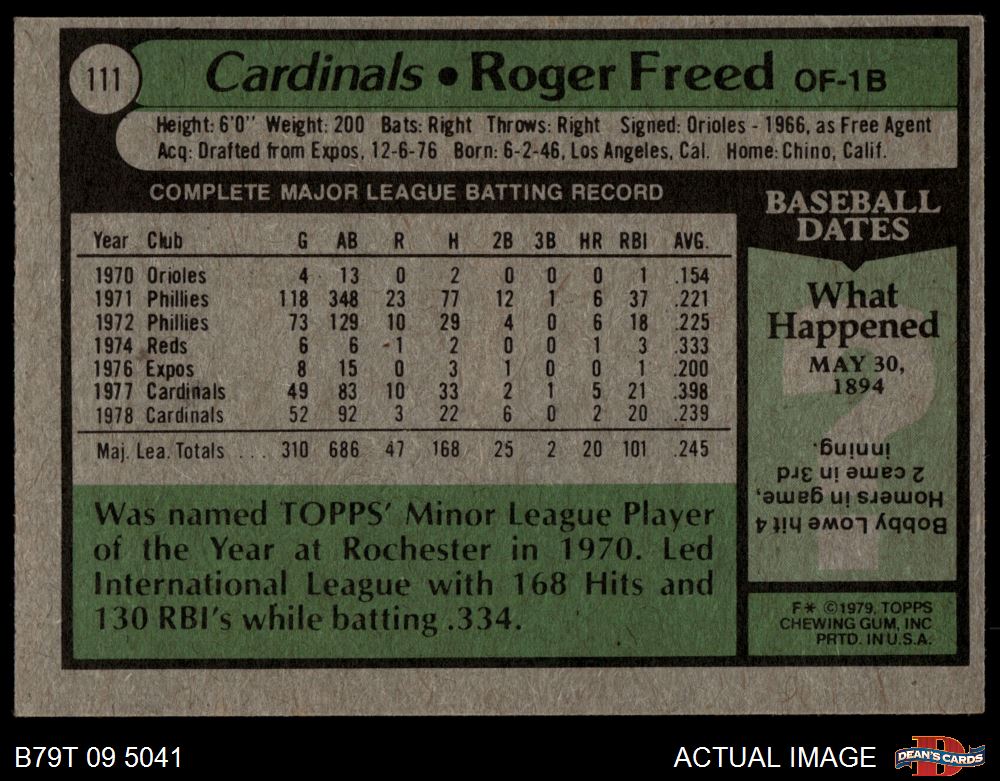 111
Cardinals • Roger Freed OF-1B
Height: 6'0" Weight: 200 Bats: Right Throws: Right Signed: Orioles - 1966, as Free Agent
Acq: Drafted from Expos, 12-6-76 Born: 6-2-46, Los Angeles, Cal. Home: Chino, Calif.
COMPLETE MAJOR LEAGUE BATTING RECORD
Year Club G AB R H 2B 3B HR RBI AVG.
1970 Orioles 4 13 0 2 0 0 0 1 .154
1971 Phillies 118 348 23 77 12 1 6 37 .221
1972 Phillies 73 129 10 29 4 0 6 18 .225
1974 Reds 6 6 1 2 0 0 1 3 .333
1976 Expos 8 15 0 3 1 0 0 1 .200
1977 Cardinals 49 83 10 33 2 1 5 21 .398
1978 Cardinals 52 92 3 22 6 0 2 20 .239
Maj. Lea. Totals ... 310 686 47 168 25 2 20 101 .245
Was named TOPPS' Minor League Player
of the Year at Rochester in 1970. Led
International League with 168 Hits and
130 RBI's while batting .334.
BASEBALL
DATES
What
Happened
MAY 30,
1894
?
Bobby Lowe hit 4
Homers in game,
2 came in 3rd
inning.
F* ©1979, TOPPS
CHEWING GUM, INC
PRTD. IN U.S.A.
B79T 09 5041
ACTUAL IMAGE
D
DEAN'S CARDS